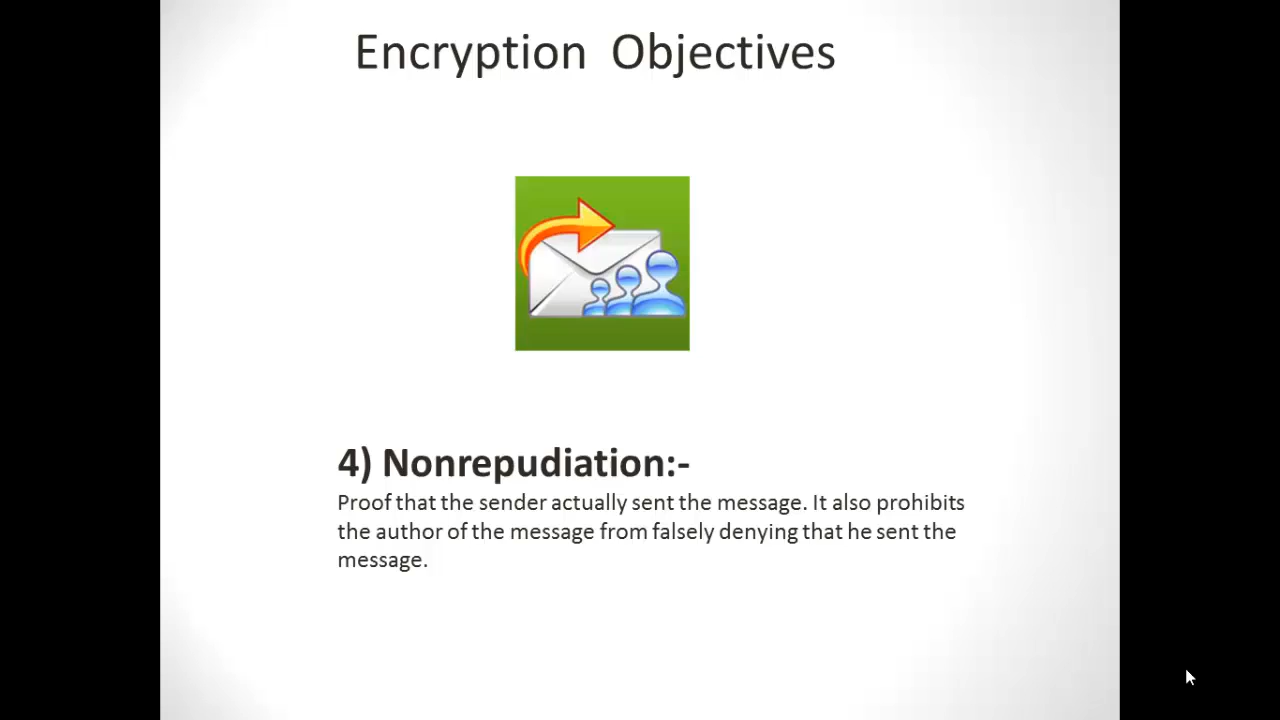 Encryption Objectives
4) Nonrepudiation:-
Proof that the sender actually sent the message. It also prohibits
the author of the message from falsely denying that he sent the
message.